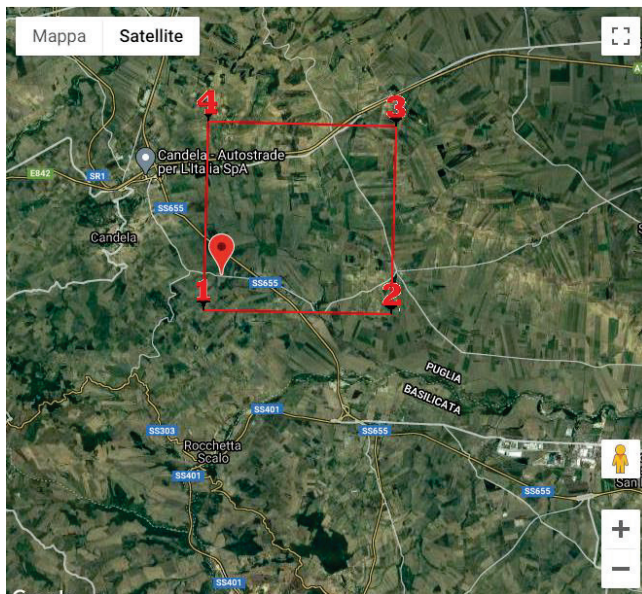 Mappa
Satellite
A1
4
3
Candela - Autostrade
per L'Italia SpA
E842
SR1
SS655
Candela
SS655
1
2
PUGLIA
BASILICATA
SS401
SS303
SS655
Rocchetta
Scalo
SS401
SS655
San
SS401
+
−